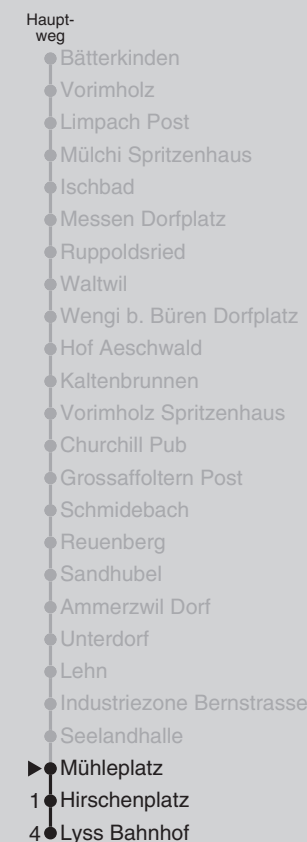 Haupt-
weg
Bätterkinden
Vorimholz
Limpach Post
Mülchi Spritzenhaus
Ischbad
Messen Dorfplatz
Ruppoldsried
Waltwil
Wengi b. Büren Dorfplatz
Hof Aeschwald
Kaltenbrunnen
Vorimholz Spritzenhaus
Churchill Pub
Grossaffoltern Post
Schmidebach
Reuenberg
Sandhubel
Ammerzwil Dorf
Unterdorf
Lehn
Industriezone Bernstrasse
Seelandhalle
Mühleplatz
1 Hirschenplatz
4 Lyss Bahnhof